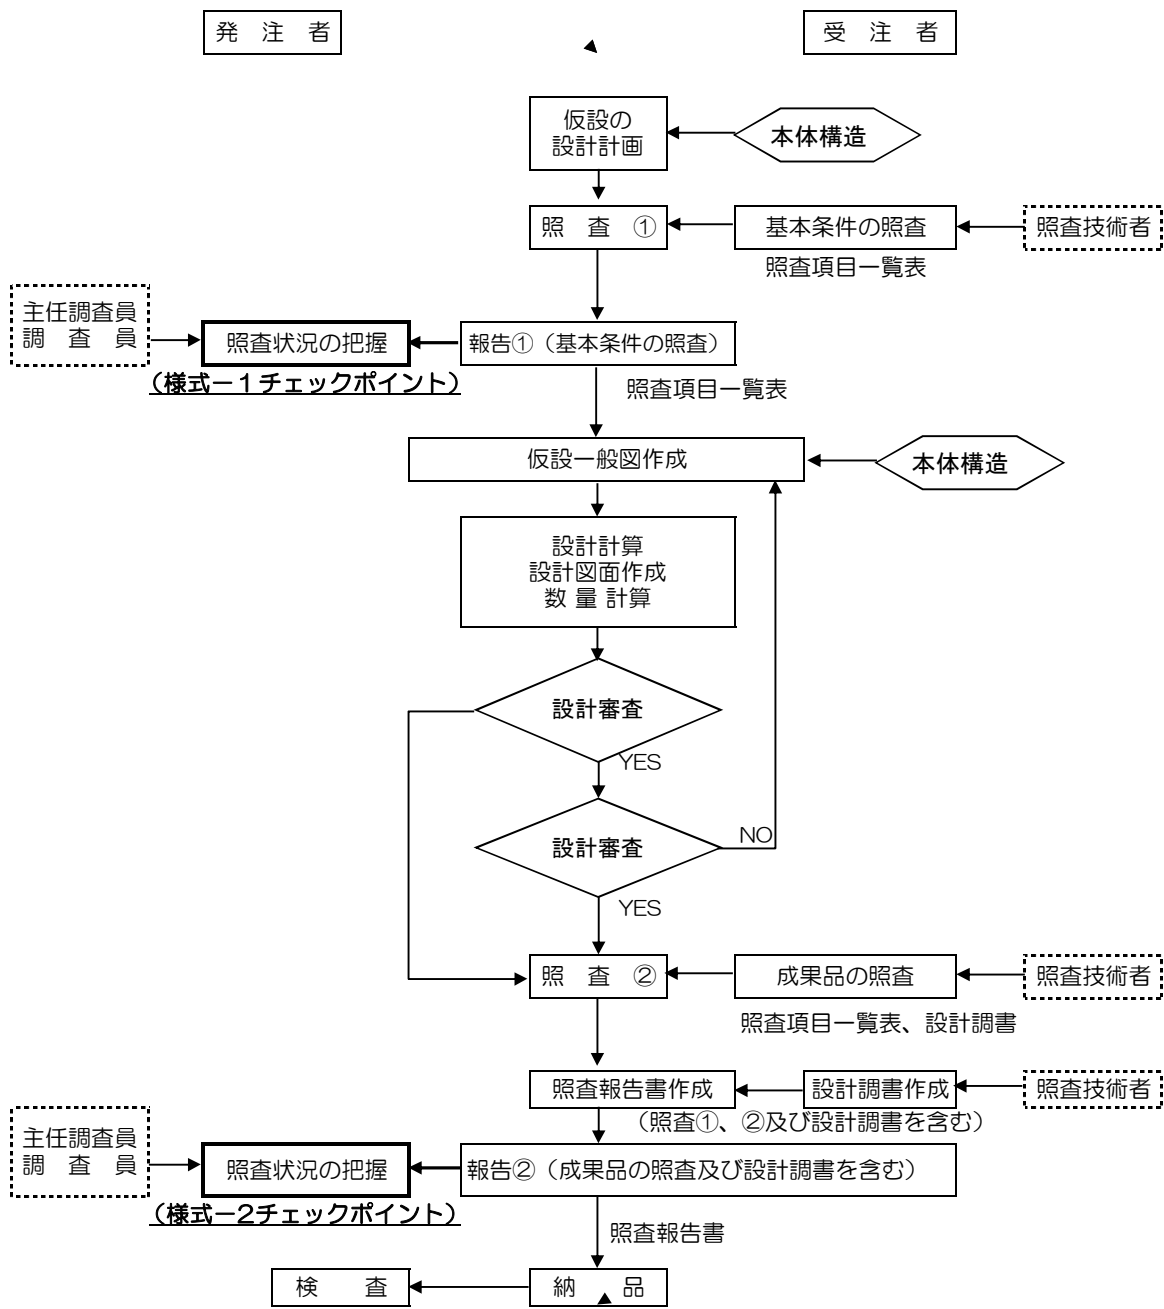 発 注 者
受 注 者
仮設の
設計計画
本体構造
照 査 ①
基本条件の照査
照査技術者
照査項目一覧表
主任調査員
調 査 員
照査状況の把握
報告①（基本条件の照査）
（様式－１チェックポイント）
照査項目一覧表
仮設一般図作成
本体構造
設計計算
設計図面作成
数 量 計算
設計審査
YES
設計審査
NO
YES
照 査 ②
成果品の照査
照査技術者
照査項目一覧表、設計調書
照査報告書作成
設計調書作成
照査技術者
（照査①、②及び設計調書を含む）
主任調査員
調 査 員
照査状況の把握
報告②（成果品の照査及び設計調書を含む）
（様式－2チェックポイント）
照査報告書
検 査
納 品